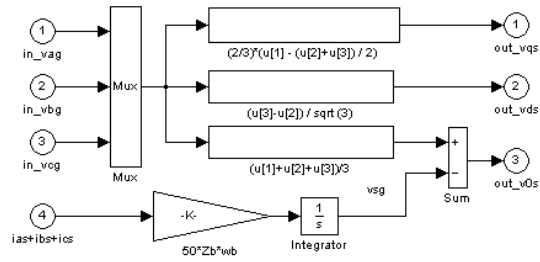 1
in_vag
2
in_vbg
3
in_vcg
Mux
Mux
(2/3)*(u[1] - (u[2]+u[3]) / 2)
1
out_vqs
(u[3]-u[2]) / sqrt (3)
2
out_vds
(u[1]+u[2]+u[3])/3
+
−
Sum
3
out_v0s
vsg
4
ias+ibs+ics
-K-
50*Zb*wb
1
s
Integrator